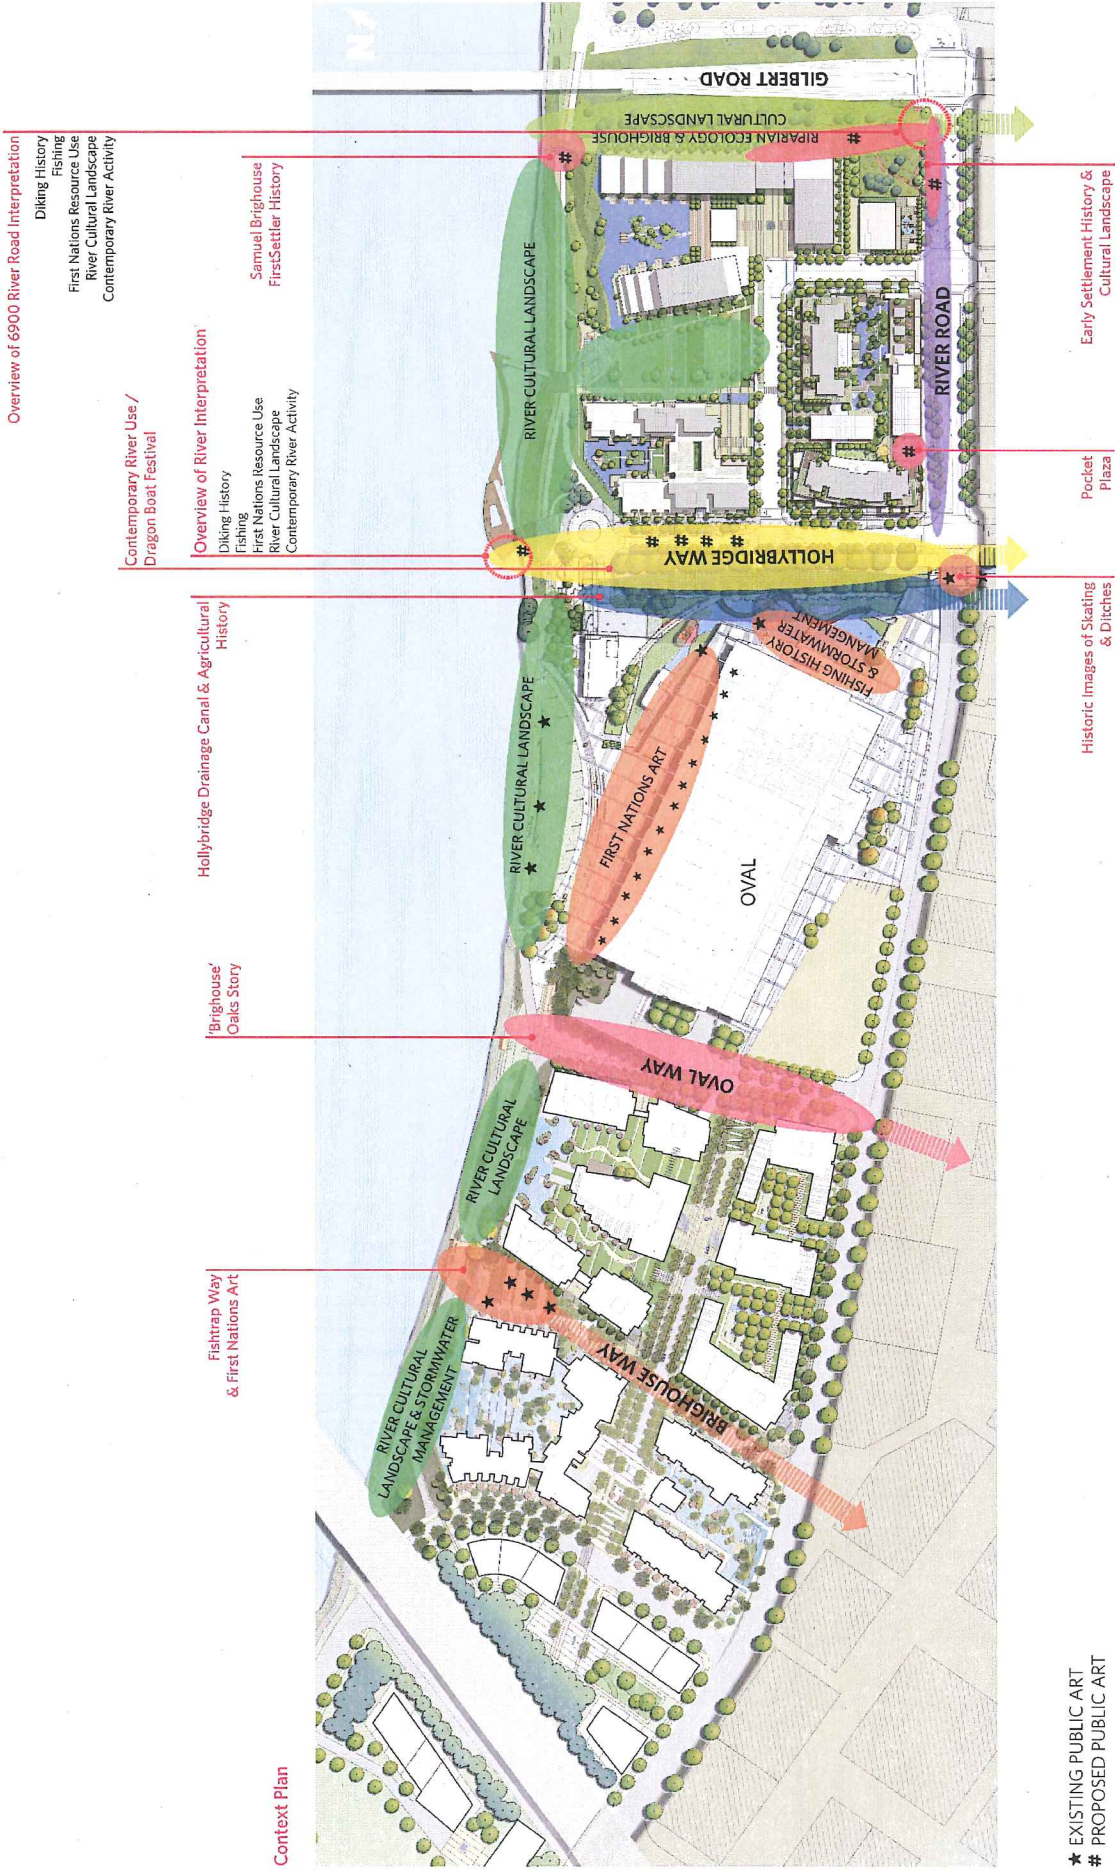 Context Plan
Fishtrap Way
& First Nations Art
'Brighouse'
Oaks Story
Hollybridge Drainage Canal & Agricultural
History
Contemporary River Use /
Dragon Boat Festival
Overview of River Interpretation
Diking History
Fishing
First Nations Resource Use
River Cultural Landscape
Contemporary River Activity
Samuel Brighouse
FirstSettler History
Overview of 6900 River Road Interpretation
Diking History
Fishing
First Nations Resource Use
River Cultural Landscape
Contemporary River Activity
N
RIVER CULTURAL
LANDSCAPE & STORMWATER
MANAGEMENT
RIVER CULTURAL
LANDSCAPE
RIVER CULTURAL LANDSCAPE
RIVER CULTURAL LANDSCAPE
BRIGHOUSE WAY
OVAL WAY
FIRST NATIONS ART
OVAL
FISHING HISTORY
& STORMWATER
MANGEMENT
HOLLYBRIDGE WAY
#
#
#
#
#
#
#
#
#
RIPARIAN ECOLOGY & BRIGHOUSE
CULTURAL LANDSCSAPE
GILBERT ROAD
RIVER ROAD
Historic Images of Skating
& Ditches
Pocket
Plaza
Early Settlement History &
Cultural Landscape
★ EXISTING PUBLIC ART
# PROPOSED PUBLIC ART